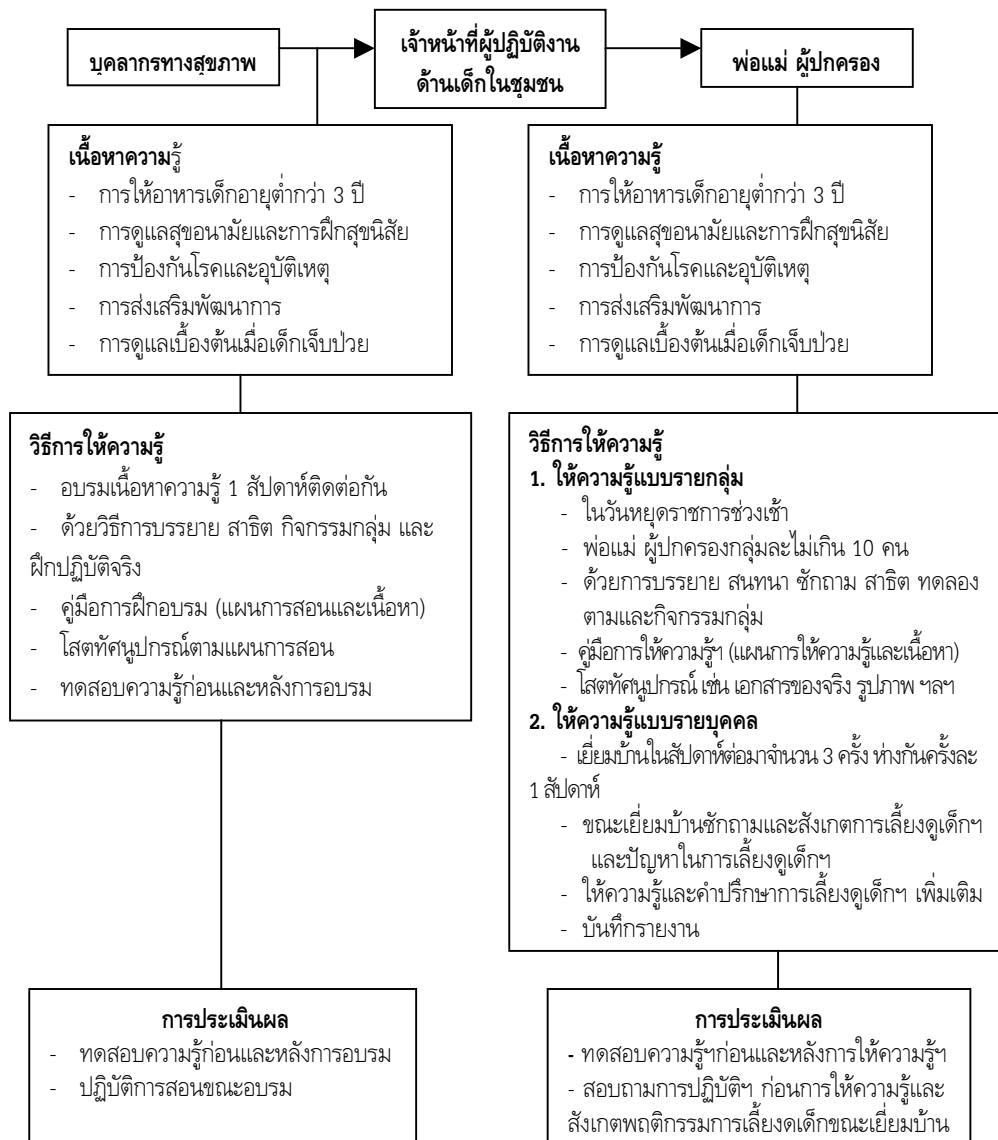 บุคลากรทางสุขภาพ
เจ้าหน้าที่ผู้ปฏิบัติงาน
ด้านเด็กในชุมชน
พ่อแม่ ผู้ปกครอง
เนื้อหาความรู้
- การให้อาหารเด็กอายุต่ำกว่า 3 ปี
- การดูแลสุขอนามัยและการฝึกสุขนิสัย
- การป้องกันโรคและอุบัติเหตุ
- การส่งเสริมพัฒนาการ
- การดูแลเบื้องต้นเมื่อเด็กเจ็บป่วย
เนื้อหาความรู้
- การให้อาหารเด็กอายุต่ำกว่า 3 ปี
- การดูแลสุขอนามัยและการฝึกสุขนิสัย
- การป้องกันโรคและอุบัติเหตุ
- การส่งเสริมพัฒนาการ
- การดูแลเบื้องต้นเมื่อเด็กเจ็บป่วย
วิธีการให้ความรู้
- อบรมเนื้อหาความรู้ 1 สัปดาห์ติดต่อกัน
- ด้วยวิธีการบรรยาย สาธิต กิจกรรมกลุ่ม และ
ฝึกปฏิบัติจริง
- คู่มือการฝึกอบรม (แผนการสอนและเนื้อหา)
- โสตทัศนูปกรณ์ตามแผนการสอน
- ทดสอบความรู้ก่อนและหลังการอบรม
วิธีการให้ความรู้
1. ให้ความรู้แบบรายกลุ่ม
- ในวันหยุดราชการช่วงเช้า
- พ่อแม่ ผู้ปกครองกลุ่มละไม่เกิน 10 คน
- ด้วยการบรรยาย สนทนา ซักถาม สาธิต ทดลอง
ตามและกิจกรรมกลุ่ม
- คู่มือการให้ความรู้ฯ (แผนการให้ความรู้และเนื้อหา)
- โสตทัศนูปกรณ์ เช่น เอกสารของจริง รูปภาพ ฯลฯ
2. ให้ความรู้แบบรายบุคคล
- เยี่ยมบ้านในสัปดาห์ต่อมาจำนวน 3 ครั้ง ห่างกันครั้งละ
1 สัปดาห์
- ขณะเยี่ยมบ้านซักถามและสังเกตการเลี้ยงดูเด็กฯ
และปัญหาในการเลี้ยงดูเด็กฯ
- ให้ความรู้และคำปรึกษาการเลี้ยงดูเด็กฯ เพิ่มเติม
- บันทึกรายงาน
การประเมินผล
- ทดสอบความรู้ก่อนและหลังการอบรม
- ปฏิบัติการสอนขณะอบรม
การประเมินผล
- ทดสอบความรู้ฯก่อนและหลังการให้ความรู้ฯ
- สอบถามการปฏิบัติฯ ก่อนการให้ความรู้และ
สังเกตพฤติกรรมการเลี้ยงดูเด็กขณะเยี่ยมบ้าน